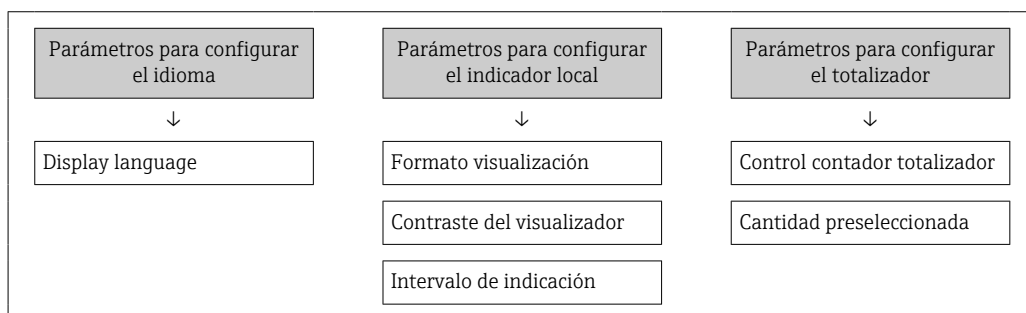 Parámetros para configurar
el idioma
↓
Display language
Parámetros para configurar
el indicador local
↓
Formato visualización
Contraste del visualizador
Intervalo de indicación
Parámetros para configurar
el totalizador
↓
Control contador totalizador
Cantidad preseleccionada